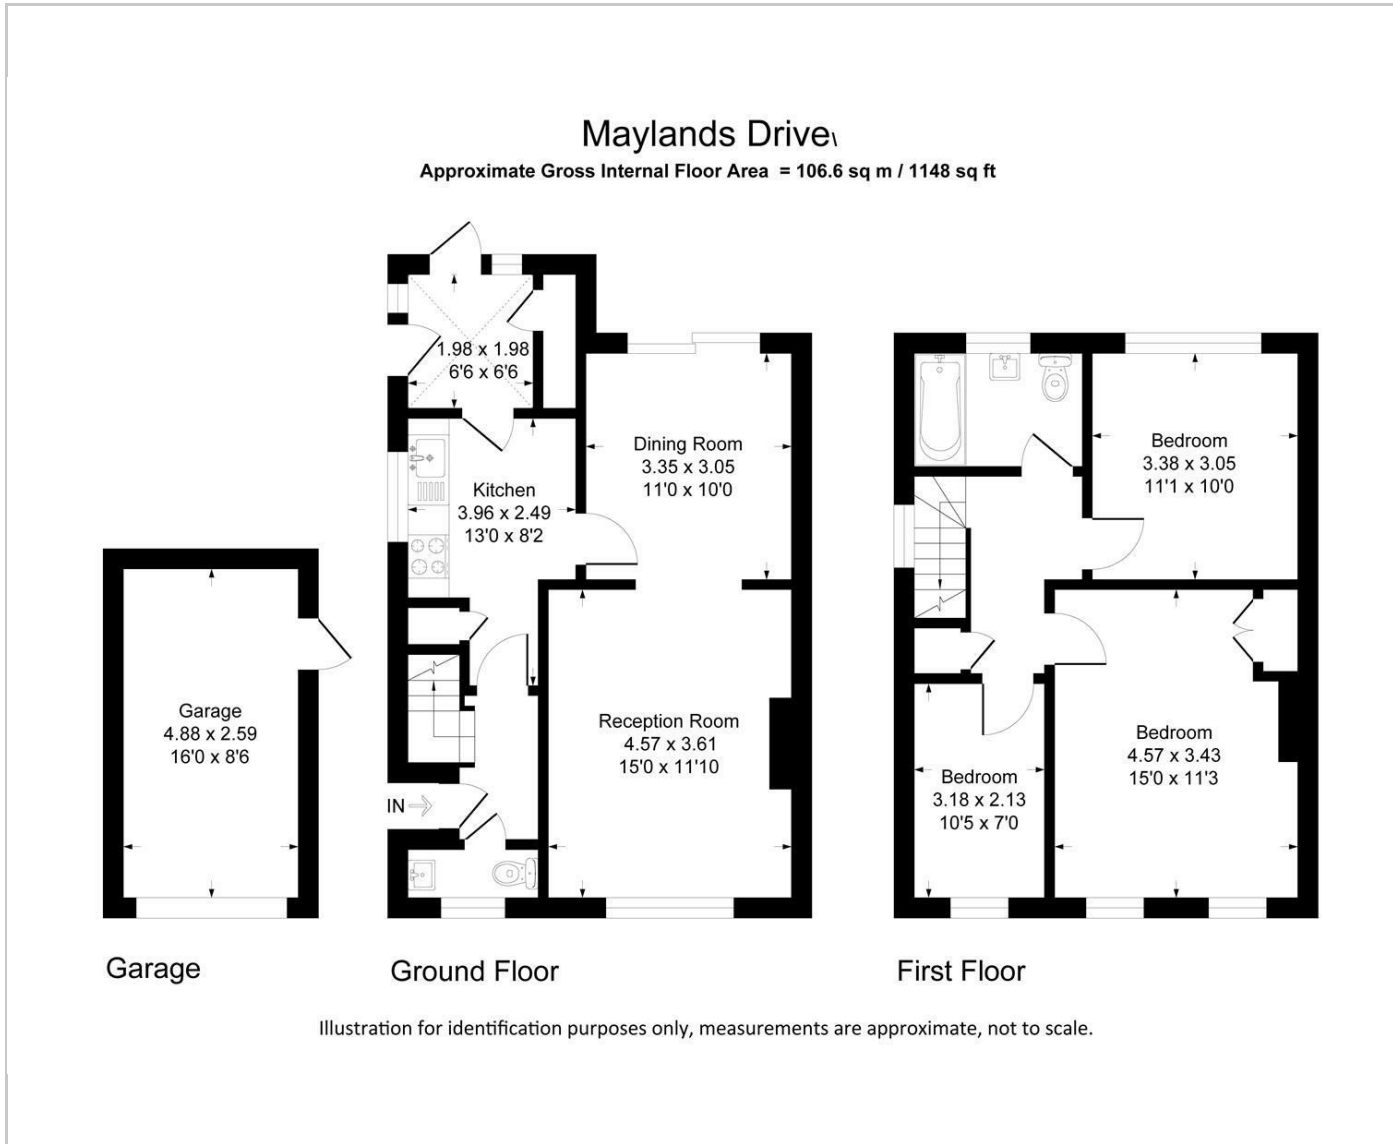 Maylands Drive\
Approximate Gross Internal Floor Area = 106.6 sq m / 1148 sq ft
1.98 x 1.98
6'6 x 6'6
Dining Room
3.35 x 3.05
11'0 x 10'0
Kitchen
3.96 x 2.49
13'0 x 8'2
Bedroom
3.38 x 3.05
11'1 x 10'0
Garage
4.88 x 2.59
16'0 x 8'6
Reception Room
4.57 x 3.61
15'0 x 11'10
Bedroom
4.57 x 3.43
15'0 x 11'3
Bedroom
3.18 x 2.13
10'5 x 7'0
IN
Garage
Ground Floor
First Floor
Illustration for identification purposes only, measurements are approximate, not to scale.